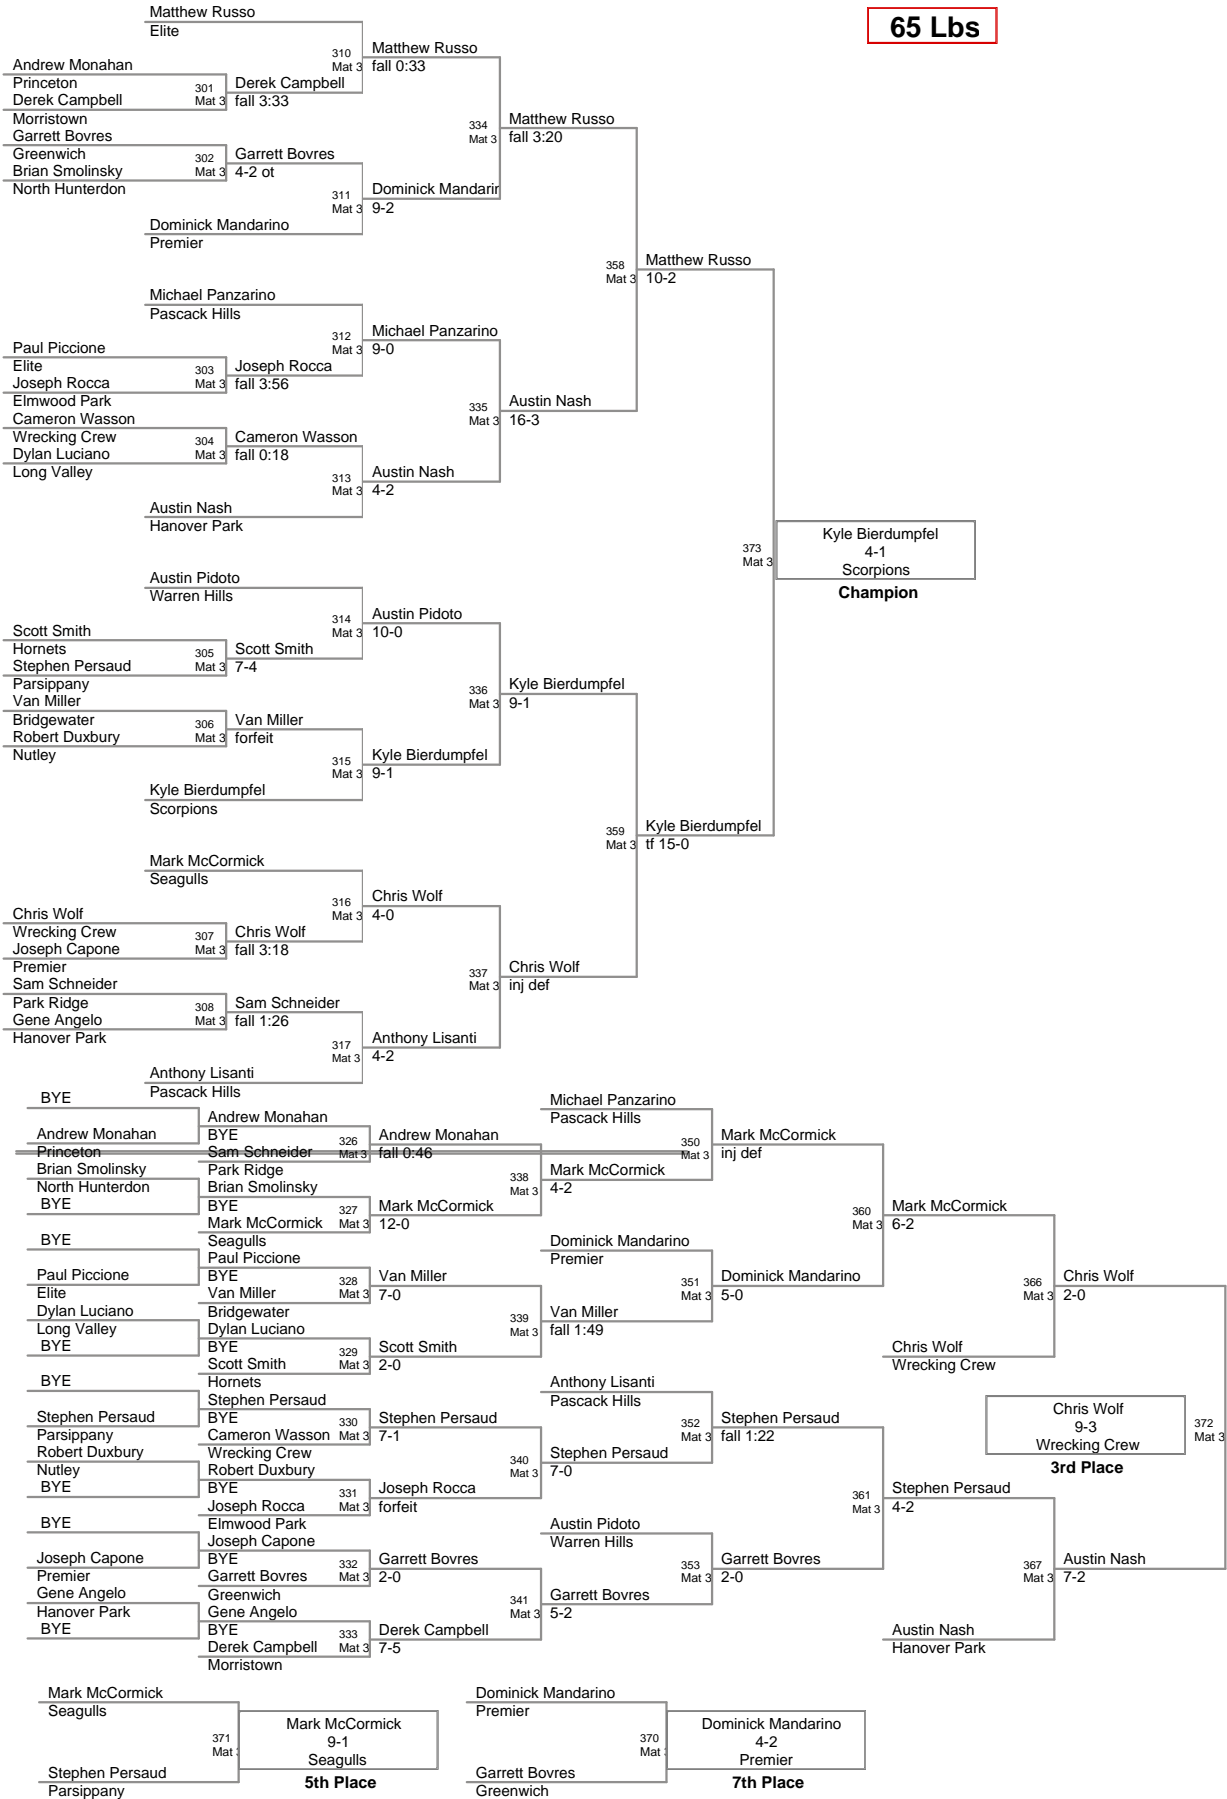 65 Lbs
Matthew Russo
Elite
310
Mat 3
Matthew Russo
fall 0:33
Andrew Monahan
Princeton
301
Mat 3
Derek Campbell
Derek Campbell
fall 3:33
Morristown
334
Mat 3
Matthew Russo
fall 3:20
Garrett Bovres
Greenwich
302
Mat 3
Garrett Bovres
Brian Smolinsky
4-2 ot
North Hunterdon
311
Mat 3
Dominick Mandarir
9-2
Dominick Mandarino
Premier
358
Mat 3
Matthew Russo
10-2
Michael Panzarino
Pascack Hills
312
Mat 3
Michael Panzarino
9-0
Paul Piccione
Elite
303
Mat 3
Joseph Rocca
Joseph Rocca
fall 3:56
Elmwood Park
335
Mat 3
Austin Nash
16-3
Cameron Wasson
Wrecking Crew
304
Mat 3
Cameron Wasson
Dylan Luciano
fall 0:18
Long Valley
313
Mat 3
Austin Nash
4-2
Austin Nash
Hanover Park
373
Mat 3
Kyle Bierdumpfel
4-1
Scorpions
Champion
Austin Pidoto
Warren Hills
314
Mat 3
Austin Pidoto
10-0
Scott Smith
Hornets
305
Mat 3
Scott Smith
Stephen Persaud
7-4
Parsippany
336
Mat 3
Kyle Bierdumpfel
9-1
Van Miller
Bridgewater
306
Mat 3
Van Miller
Robert Duxbury
forfeit
Nutley
315
Mat 3
Kyle Bierdumpfel
9-1
Kyle Bierdumpfel
Scorpions
359
Mat 3
Kyle Bierdumpfel
tf 15-0
Mark McCormick
Seagulls
316
Mat 3
Chris Wolf
4-0
Chris Wolf
Wrecking Crew
307
Mat 3
Chris Wolf
Joseph Capone
fall 3:18
Premier
337
Mat 3
Chris Wolf
inj def
Sam Schneider
Park Ridge
308
Mat 3
Sam Schneider
Gene Angelo
fall 1:26
Hanover Park
317
Mat 3
Anthony Lisanti
4-2
Anthony Lisanti
Pascack Hills
BYE
Andrew Monahan
Princeton
Brian Smolinsky
North Hunterdon
BYE
BYE
Paul Piccione
Elite
Dylan Luciano
Long Valley
BYE
BYE
Stephen Persaud
Parsippany
Robert Duxbury
Nutley
BYE
BYE
Joseph Capone
Premier
Gene Angelo
Hanover Park
BYE
Andrew Monahan
BYE
Sam Schneider
Park Ridge
326
Mat 3
Brian Smolinsky
BYE
Mark McCormick
Seagulls
327
Mat 3
Paul Piccione
BYE
Van Miller
Bridgewater
328
Mat 3
Dylan Luciano
BYE
Scott Smith
Hornets
329
Mat 3
Stephen Persaud
BYE
Cameron Wasson
Wrecking Crew
330
Mat 3
Robert Duxbury
BYE
Joseph Rocca
Elmwood Park
331
Mat 3
Joseph Capone
BYE
Garrett Bovres
Greenwich
332
Mat 3
Gene Angelo
BYE
Derek Campbell
Morristown
333
Mat 3
Andrew Monahan
fall 0:46
338
Mat 3
Mark McCormick
12-0
Van Miller
7-0
339
Mat 3
Scott Smith
2-0
Stephen Persaud
7-1
340
Mat 3
Joseph Rocca
forfeit
Garrett Bovres
2-0
341
Mat 3
Derek Campbell
7-5
Michael Panzarino
Pascack Hills
350
Mat 3
Mark McCormick
4-2
Dominick Mandarino
Premier
351
Mat 3
Van Miller
fall 1:49
Anthony Lisanti
Pascack Hills
352
Mat 3
Stephen Persaud
7-0
Austin Pidoto
Warren Hills
353
Mat 3
Garrett Bovres
5-2
Mark McCormick
inj def
360
Mat 3
Dominick Mandarino
5-0
Stephen Persaud
fall 1:22
361
Mat 3
Garrett Bovres
2-0
Mark McCormick
6-2
366
Mat 3
Chris Wolf
Wrecking Crew
Stephen Persaud
4-2
367
Mat 3
Austin Nash
Hanover Park
Chris Wolf
2-0
Chris Wolf
9-3
Wrecking Crew
3rd Place
372
Mat 3
Austin Nash
7-2
Mark McCormick
Seagulls
371
Mat
Stephen Persaud
Parsippany
Mark McCormick
9-1
Seagulls
5th Place
Dominick Mandarino
Premier
370
Mat
Garrett Bovres
Greenwich
Dominick Mandarino
4-2
Premier
7th Place